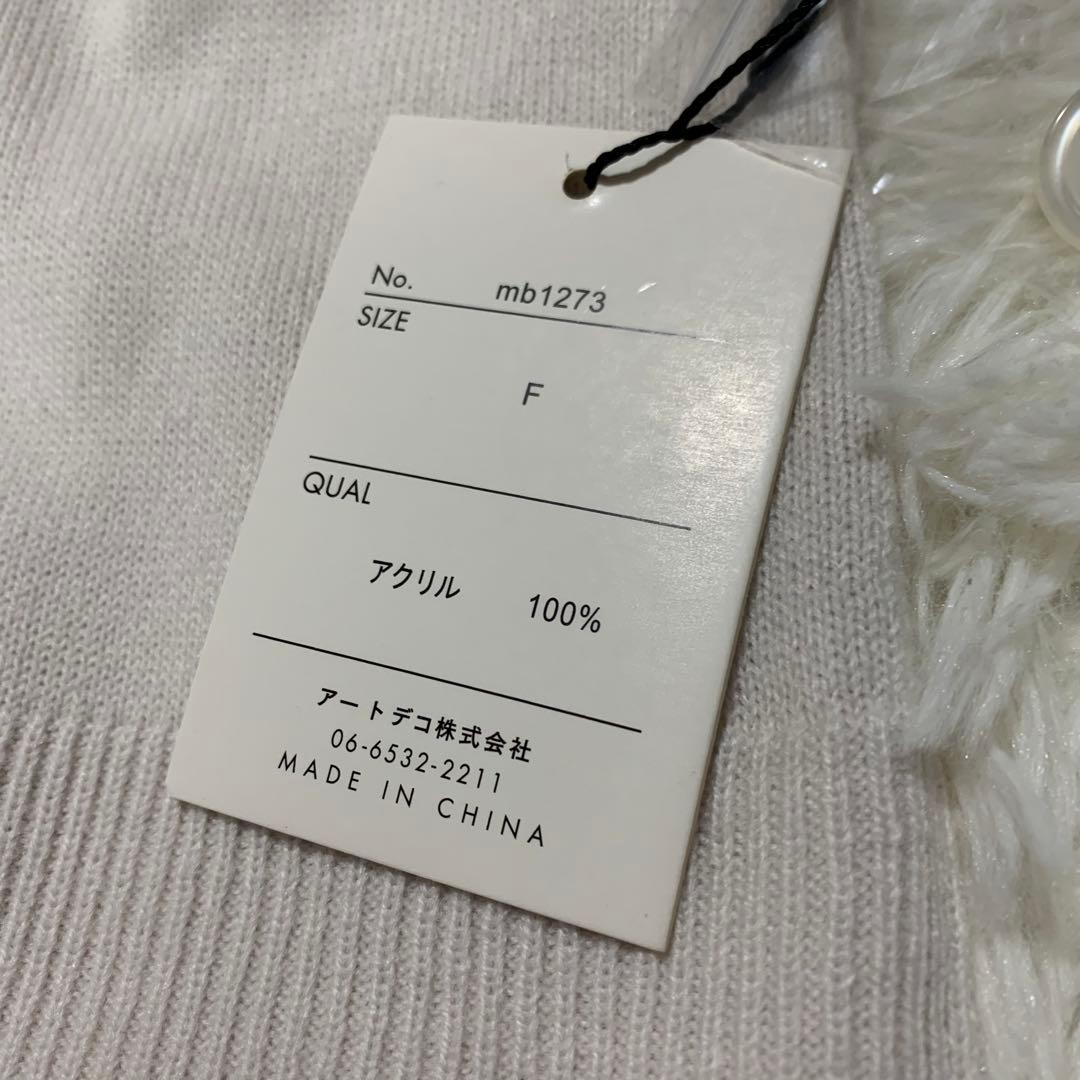 No. mb1273
SIZE
F
QUAL
アクリル 100%
アートデコ株式会社
06-6532-2211
MADE IN CHINA